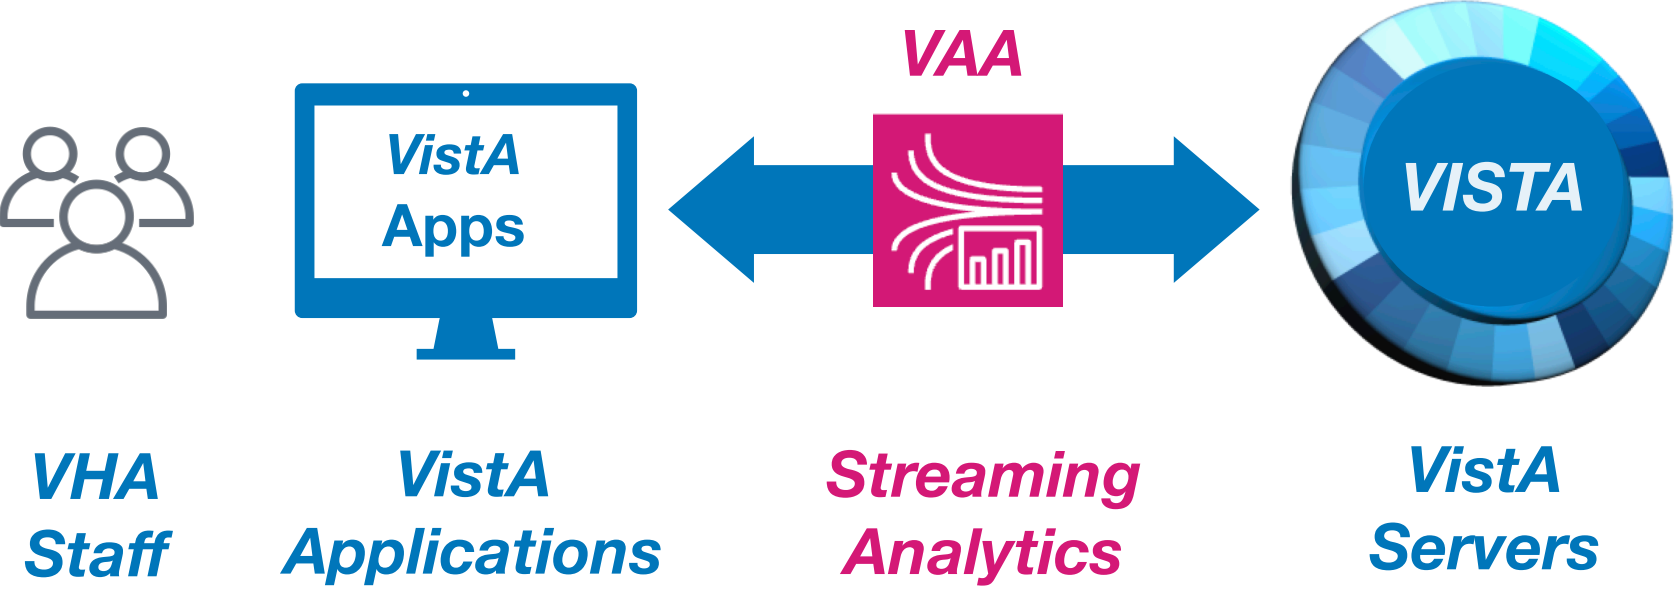 VAA
VistA
Apps
VISTA
VHA
Staff
VistA
Applications
Streaming
Analytics
VistA
Servers